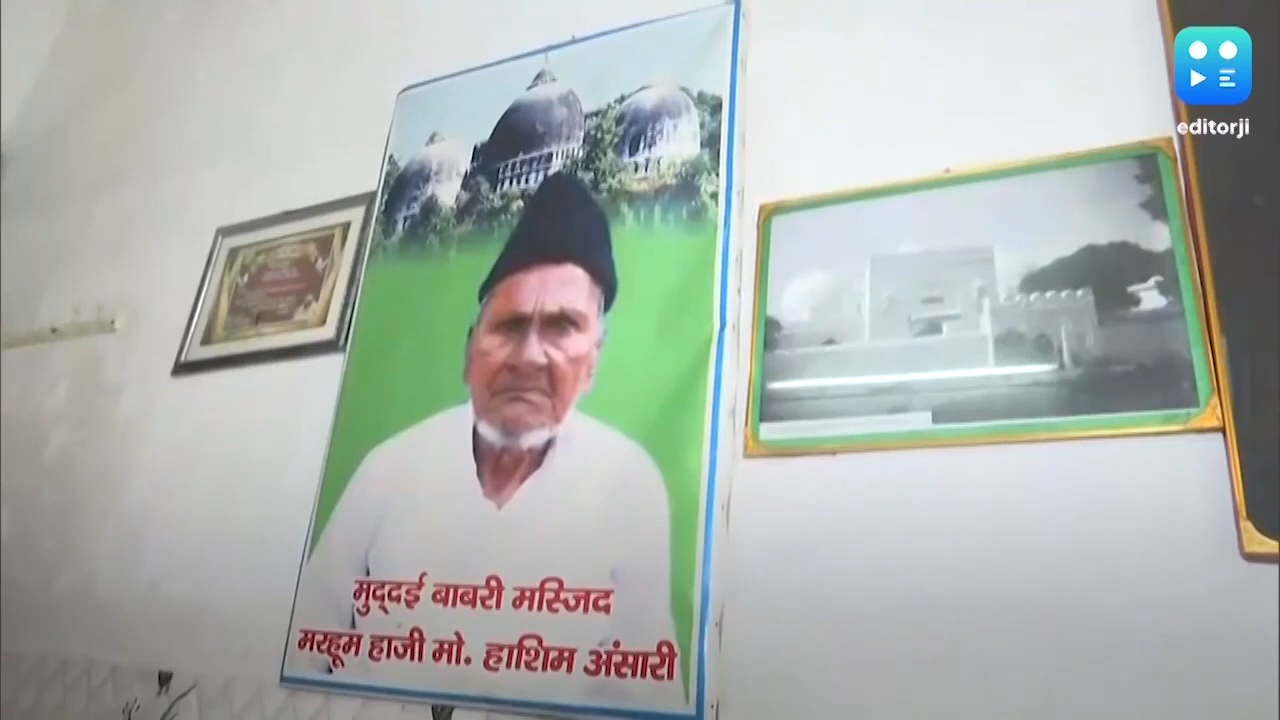 editorji
मुद्दई बाबरी मस्जिद
मरहूम हाजी मो. हाशिम अंसारी